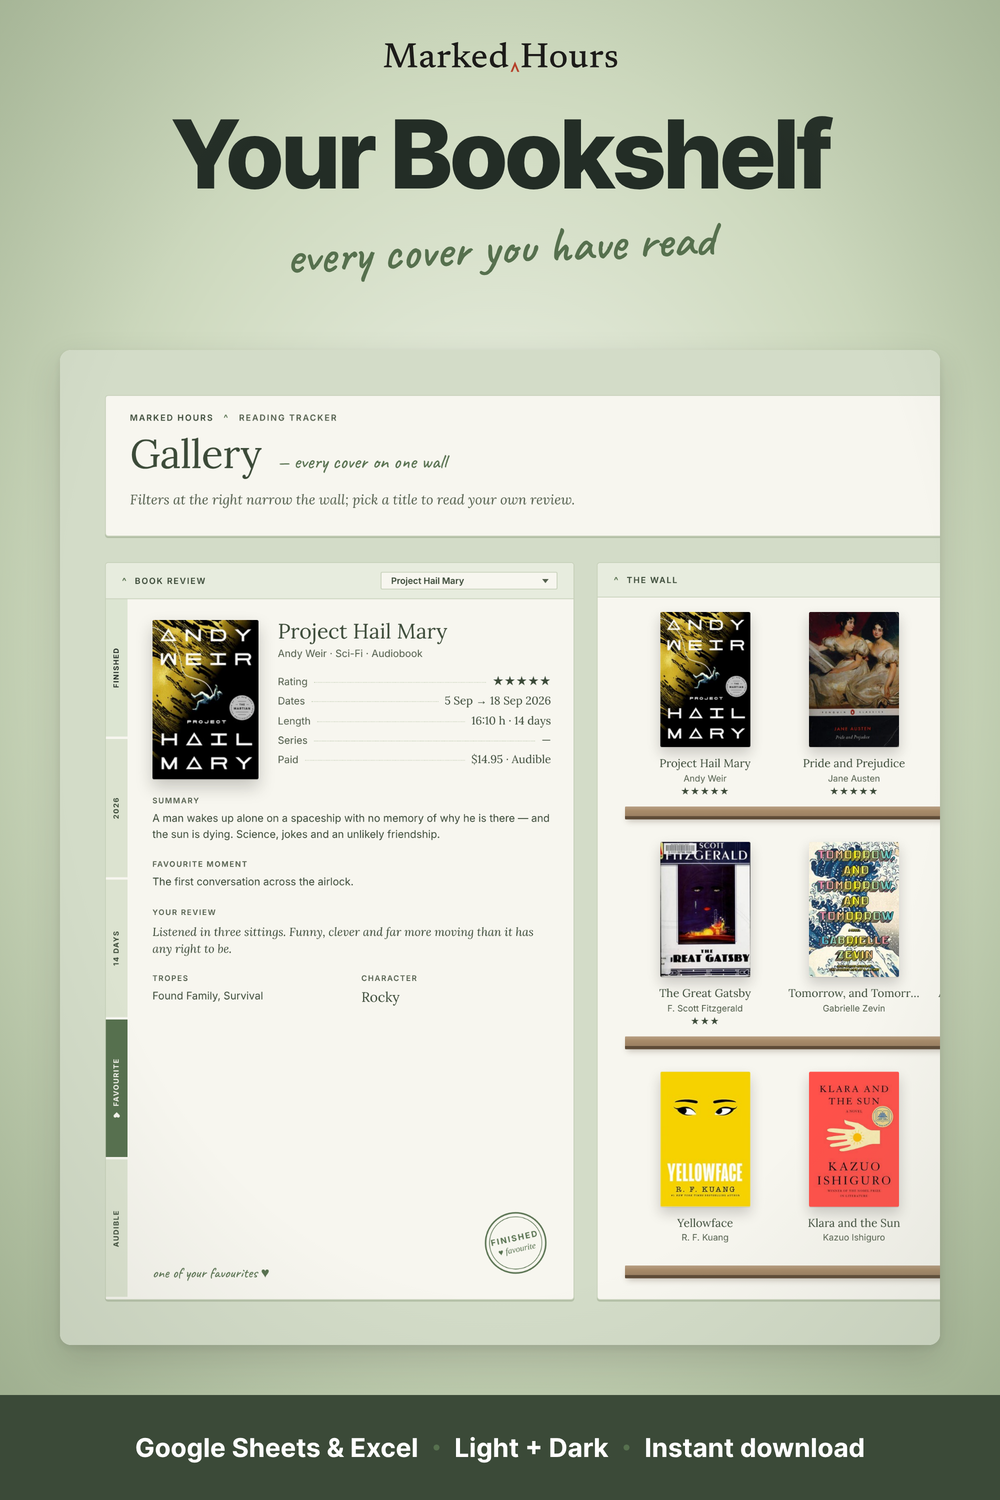 Marked^Hours
Your Bookshelf
every cover you have read
MARKED HOURS ^ READING TRACKER
Gallery — every cover on one wall
Filters at the right narrow the wall; pick a title to read your own review.
^ BOOK REVIEW
Project Hail Mary
FINISHED
2026
14 DAYS
♥ FAVOURITE
AUDIBLE
ANDY
WEIR
PROJECT
HAIL
MARY
Project Hail Mary
Andy Weir · Sci-Fi · Audiobook
Rating ★★★★★
Dates 5 Sep → 18 Sep 2026
Length 16:10 h · 14 days
Series —
Paid $14.95 · Audible
SUMMARY
A man wakes up alone on a spaceship with no memory of why he is there — and
the sun is dying. Science, jokes and an unlikely friendship.
FAVOURITE MOMENT
The first conversation across the airlock.
YOUR REVIEW
Listened in three sittings. Funny, clever and far more moving than it has
any right to be.
TROPES
Found Family, Survival
CHARACTER
Rocky
FINISHED
♥ favourite
one of your favourites ♥
^ THE WALL
ANDY
WEIR
PROJECT
HAIL
MARY
Project Hail Mary
Andy Weir
★★★★★
PENGUIN CLASSICS
JANE AUSTEN
Pride and Prejudice
Pride and Prejudice
Jane Austen
★★★★★
SCOTT
FITZGERALD
THE
GREAT GATSBY
The Great Gatsby
F. Scott Fitzgerald
★★★
TOMORROW,
AND
TOMORROW,
AND
TOMORROW
GABRIELLE
ZEVIN
Tomorrow, and Tomorr...
Gabrielle Zevin
YELLOWFACE
R. F. KUANG
Yellowface
R. F. Kuang
KLARA AND
THE SUN
A NOVEL
KAZUO
ISHIGURO
Klara and the Sun
Kazuo Ishiguro
Google Sheets & Excel · Light + Dark · Instant download